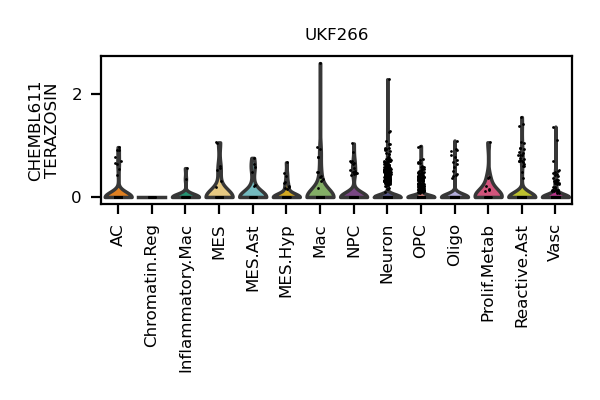 UKF266
CHEMBL611
TERAZOSIN
2
0
AC
Chromatin.Reg
Inflammatory.Mac
MES
MES.Ast
MES.Hyp
Mac
NPC
Neuron
OPC
Oligo
Prolif.Metab
Reactive.Ast
Vasc